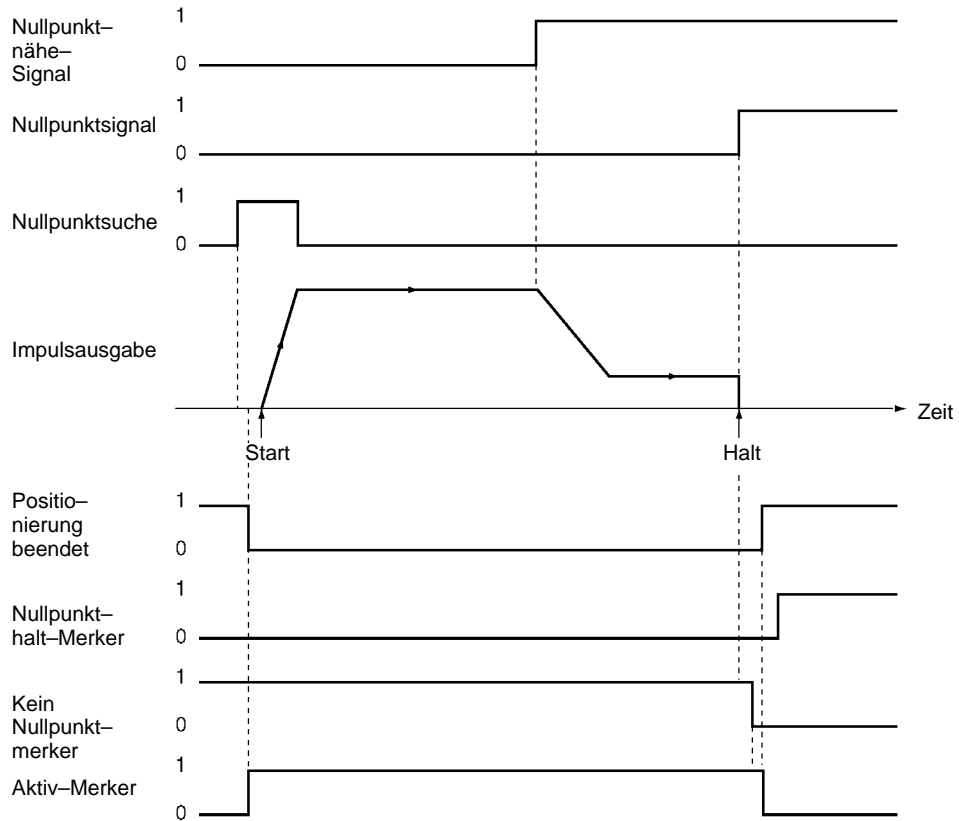 1
Nullpunkt–
nähe–
Signal
0
1
Nullpunktsignal
0
1
Nullpunktsuche
0
Impulsausgabe
Zeit
Start
Halt
Positio–
nierung
beendet
1
0
1
Nullpunkt–
halt–Merker
0
1
Kein
Nullpunkt–
merker
0
1
Aktiv–Merker
0